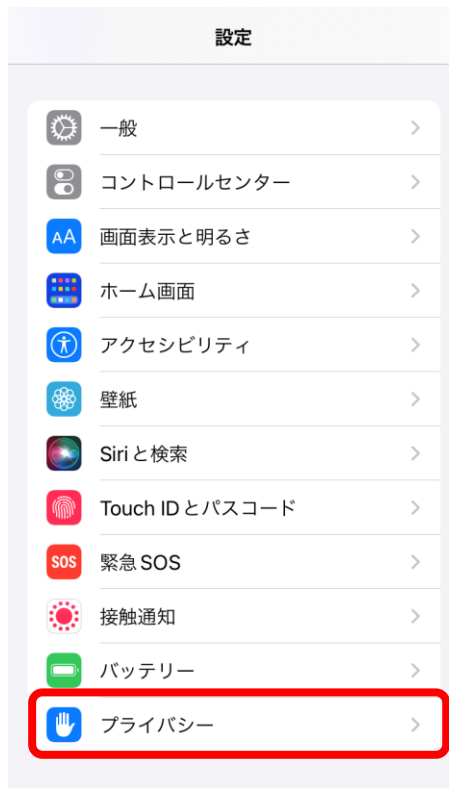 設定
一般
コントロールセンター
AA 画面表示と明るさ
ホーム画面
アクセシビリティ
壁紙
Siriと検索
Touch IDとパスコード
SOS 緊急SOS
接触通知
バッテリー
プライバシー